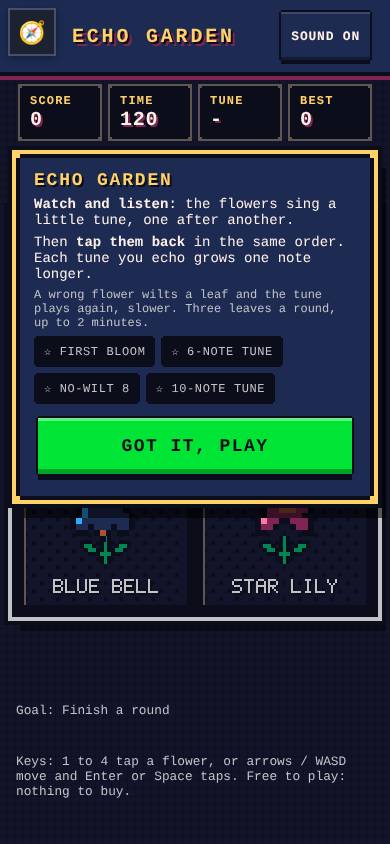 ECHO GARDEN
SOUND ON
SCORE
0
TIME
120
TUNE
-
BEST
0
ECHO GARDEN
Watch and listen: the flowers sing a
little tune, one after another.
Then tap them back in the same order.
Each tune you echo grows one note
longer.
A wrong flower wilts a leaf and the tune
plays again, slower. Three leaves a round,
up to 2 minutes.
☆ FIRST BLOOM
☆ 6-NOTE TUNE
☆ NO-WILT 8
☆ 10-NOTE TUNE
GOT IT, PLAY
BLUE BELL
STAR LILY
Goal: Finish a round
Keys: 1 to 4 tap a flower, or arrows / WASD
move and Enter or Space taps. Free to play:
nothing to buy.